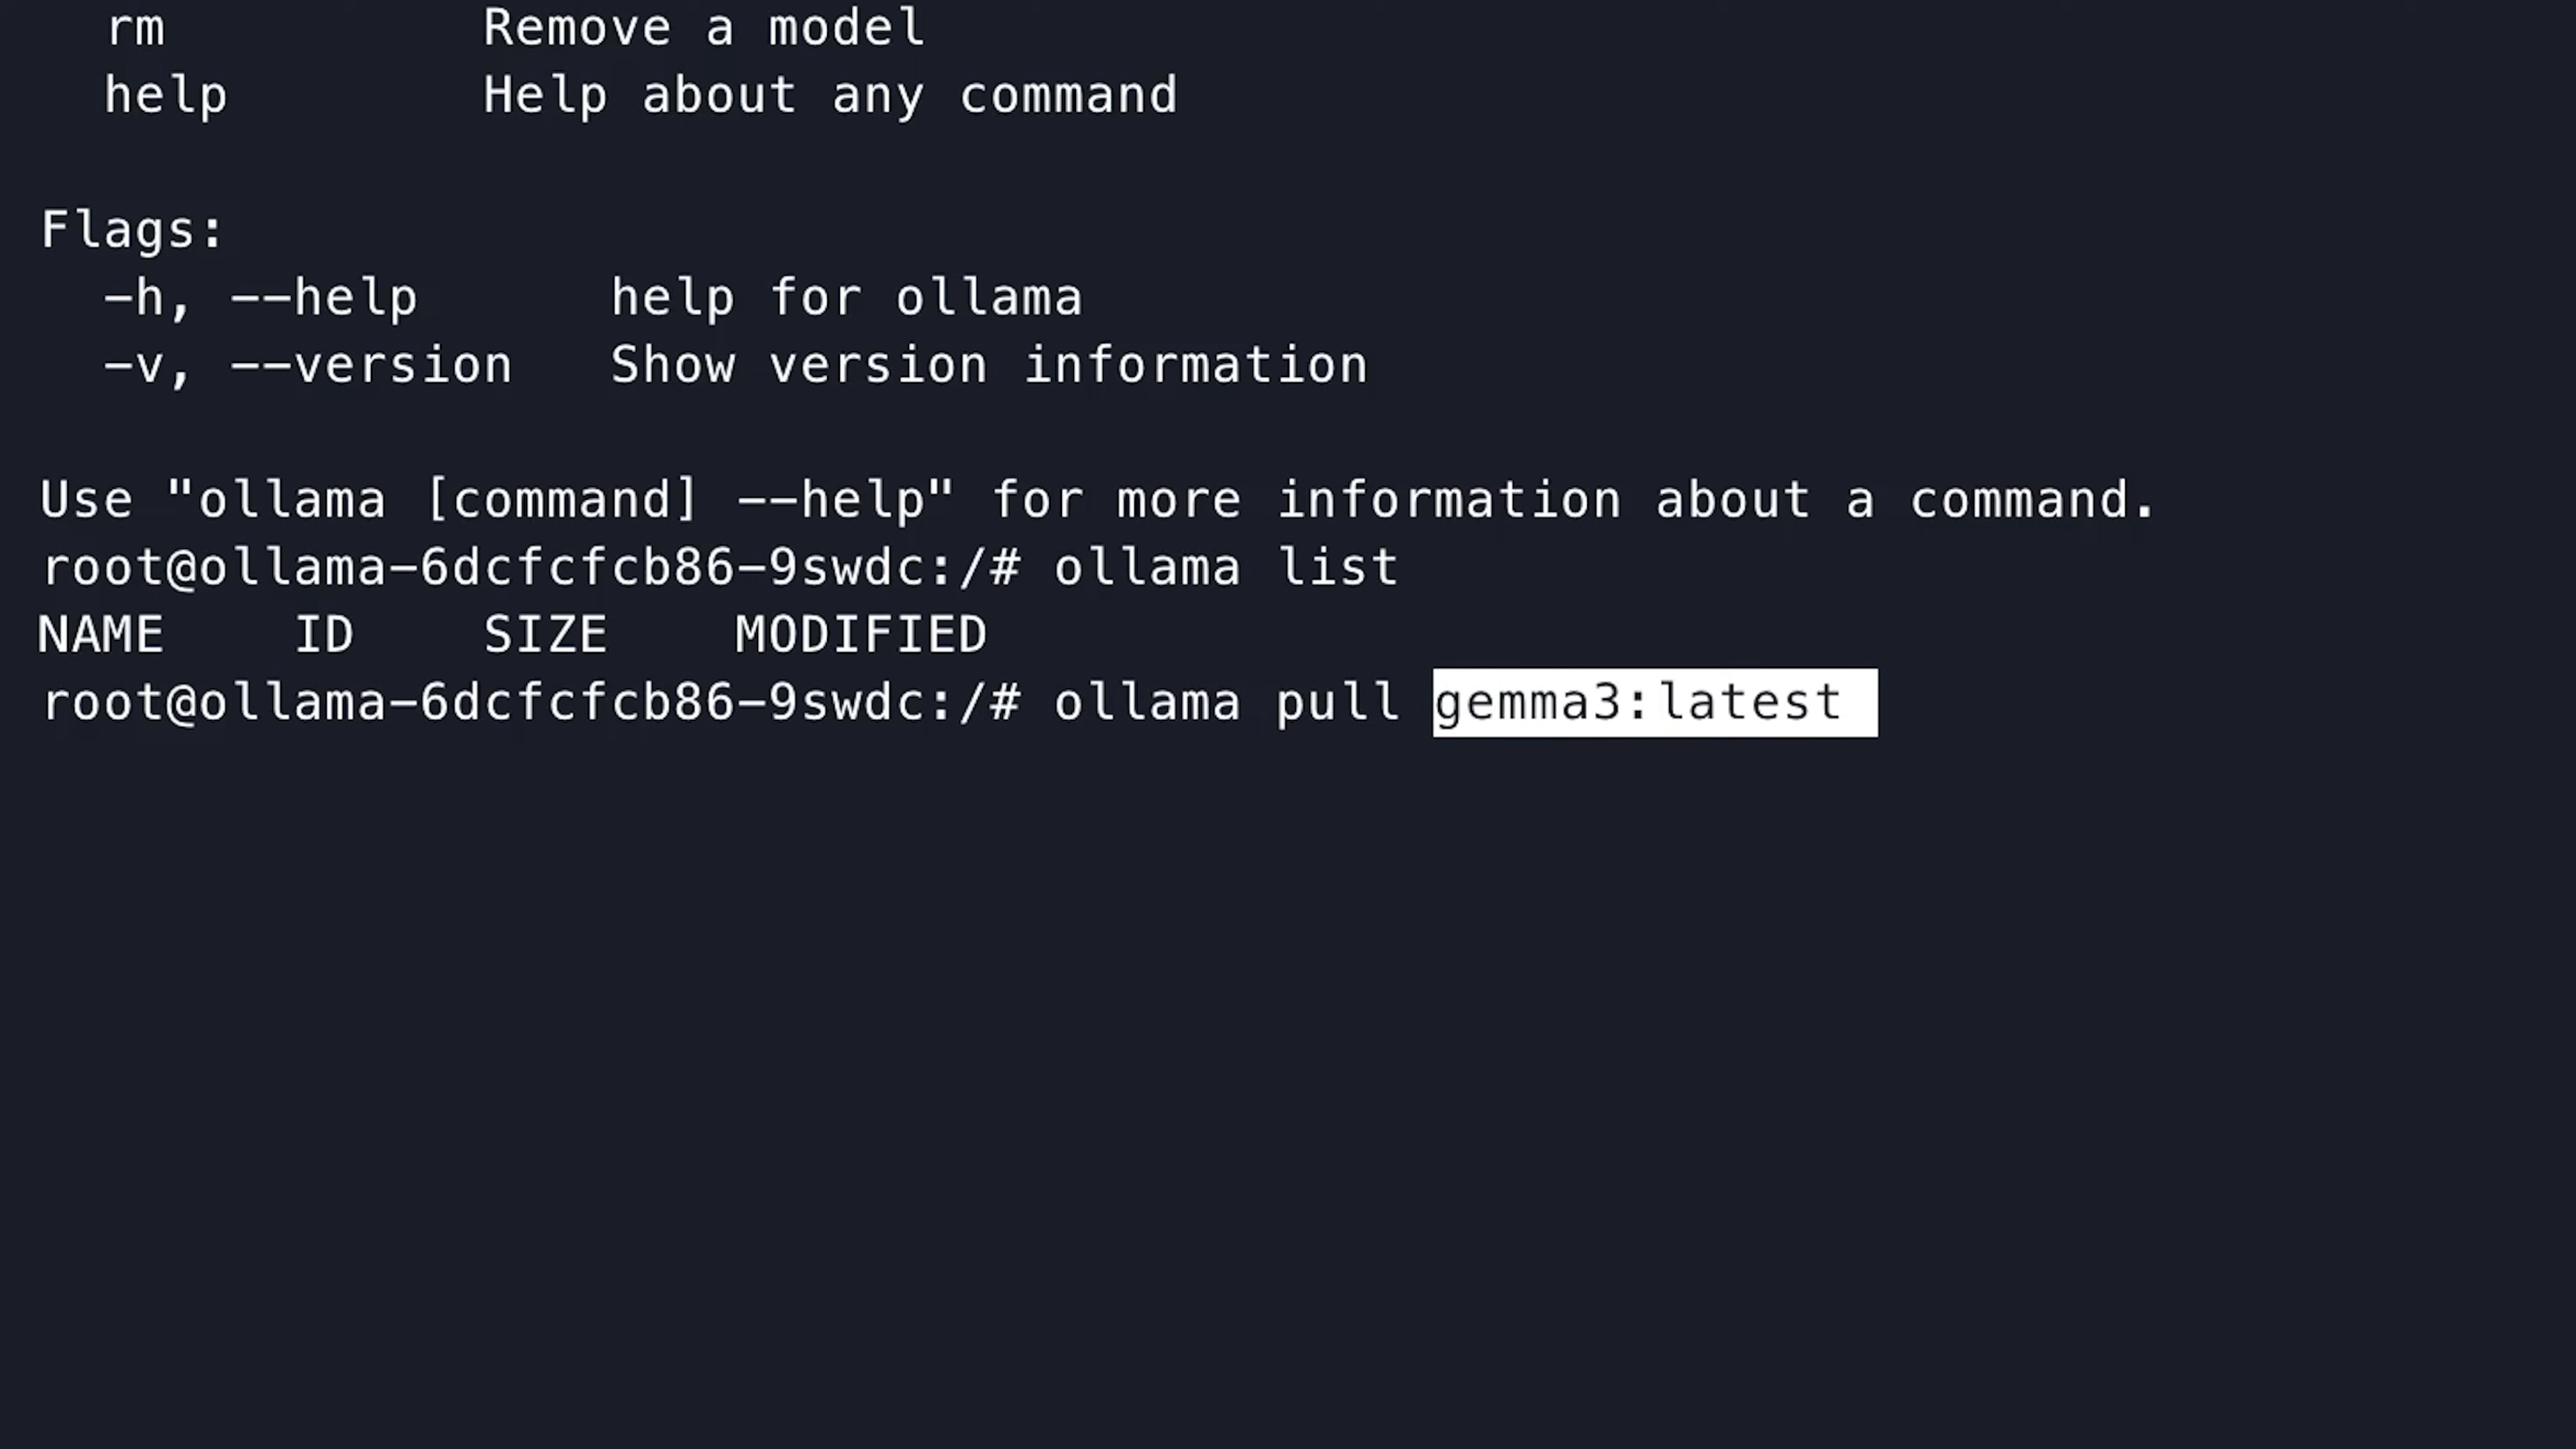 rm Remove a model
help Help about any command
Flags:
-h, --help help for ollama
-v, --version Show version information
Use "ollama [command] --help" for more information about a command.
root@ollama-6dcfcfcb86-9swdc:/# ollama list
NAME ID SIZE MODIFIED
root@ollama-6dcfcfcb86-9swdc:/# ollama pull gemma3:latest